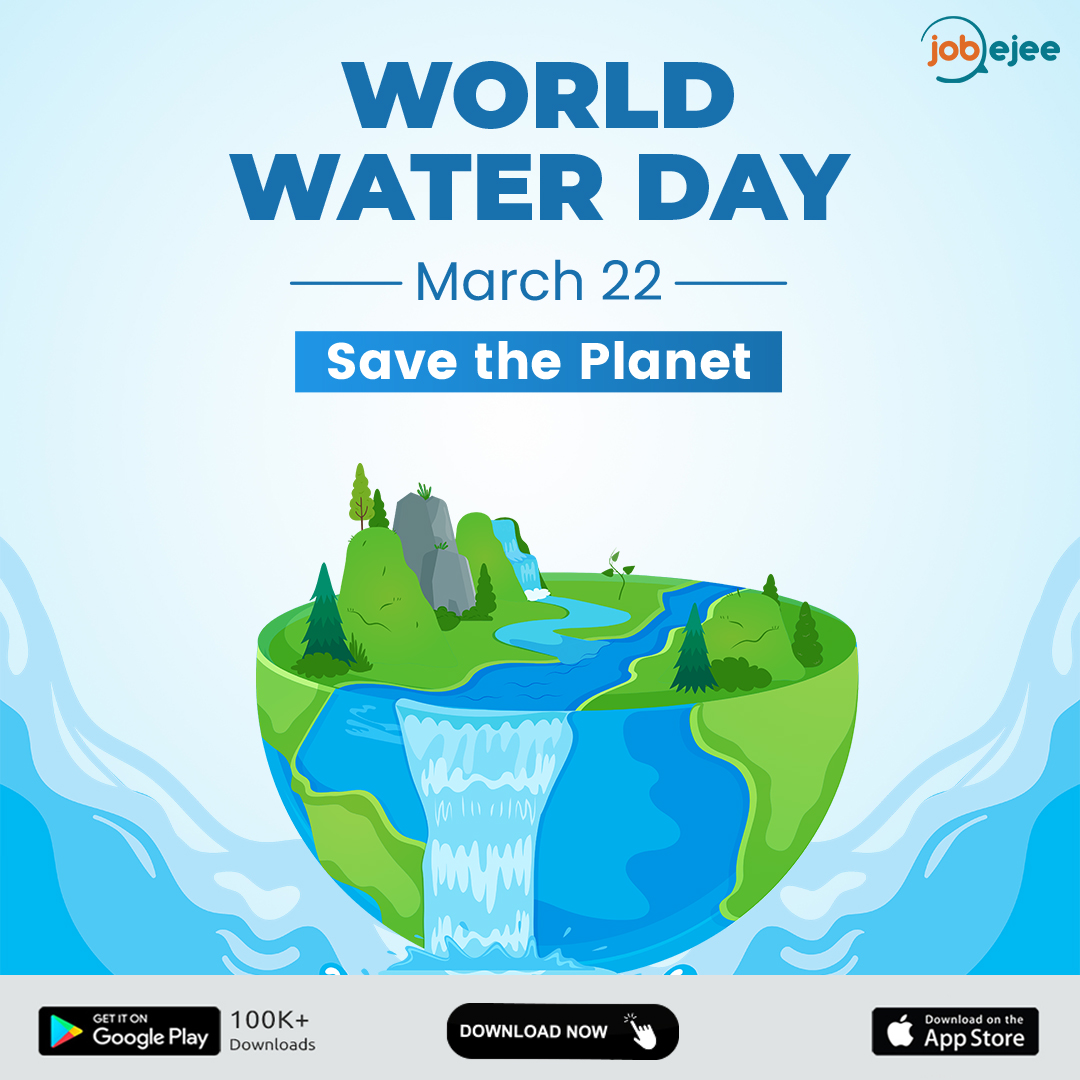 jobejee
WORLD
WATER DAY
March 22
Save the Planet
GET IT ON
Google Play
100K+
Downloads
DOWNLOAD NOW
Download on the
App Store